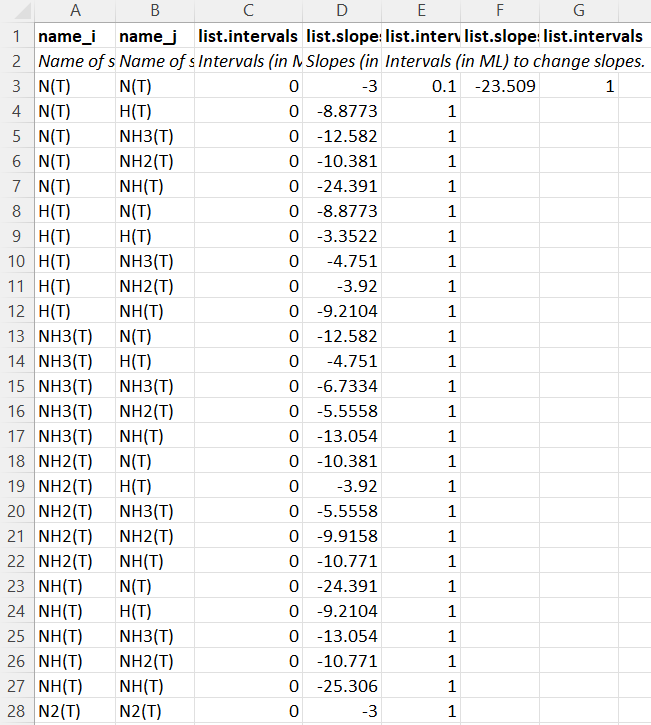 A B C D E F G
1 name_i name_j list.intervals list.slope: list.interv list.slope: list.intervals
2 Name of s Name of s Intervals (in M Slopes (in Intervals (in ML) to change slopes.
3 N(T) N(T) 0 -3 0.1 -23.509 1
4 N(T) H(T) 0 -8.8773 1
5 N(T) NH3(T) 0 -12.582 1
6 N(T) NH2(T) 0 -10.381 1
7 N(T) NH(T) 0 -24.391 1
8 H(T) N(T) 0 -8.8773 1
9 H(T) H(T) 0 -3.3522 1
10 H(T) NH3(T) 0 -4.751 1
11 H(T) NH2(T) 0 -3.92 1
12 H(T) NH(T) 0 -9.2104 1
13 NH3(T) N(T) 0 -12.582 1
14 NH3(T) H(T) 0 -4.751 1
15 NH3(T) NH3(T) 0 -6.7334 1
16 NH3(T) NH2(T) 0 -5.5558 1
17 NH3(T) NH(T) 0 -13.054 1
18 NH2(T) N(T) 0 -10.381 1
19 NH2(T) H(T) 0 -3.92 1
20 NH2(T) NH3(T) 0 -5.5558 1
21 NH2(T) NH2(T) 0 -9.9158 1
22 NH2(T) NH(T) 0 -10.771 1
23 NH(T) N(T) 0 -24.391 1
24 NH(T) H(T) 0 -9.2104 1
25 NH(T) NH3(T) 0 -13.054 1
26 NH(T) NH2(T) 0 -10.771 1
27 NH(T) NH(T) 0 -25.306 1
28 N2(T) N2(T) 0 -3 1